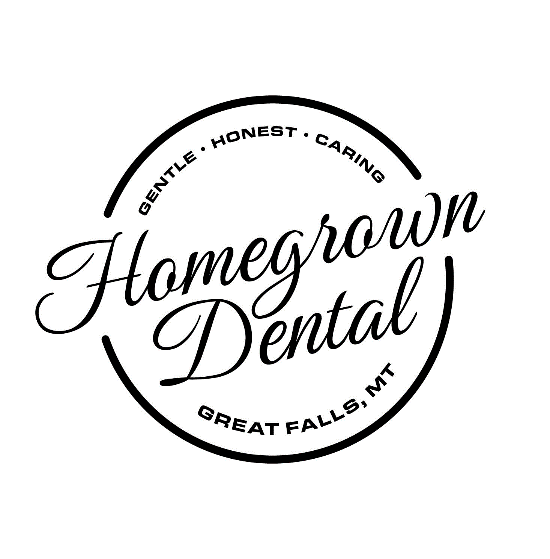 GENTLE • HONEST • CARING
Homegrown
Dental
GREAT FALLS, MT